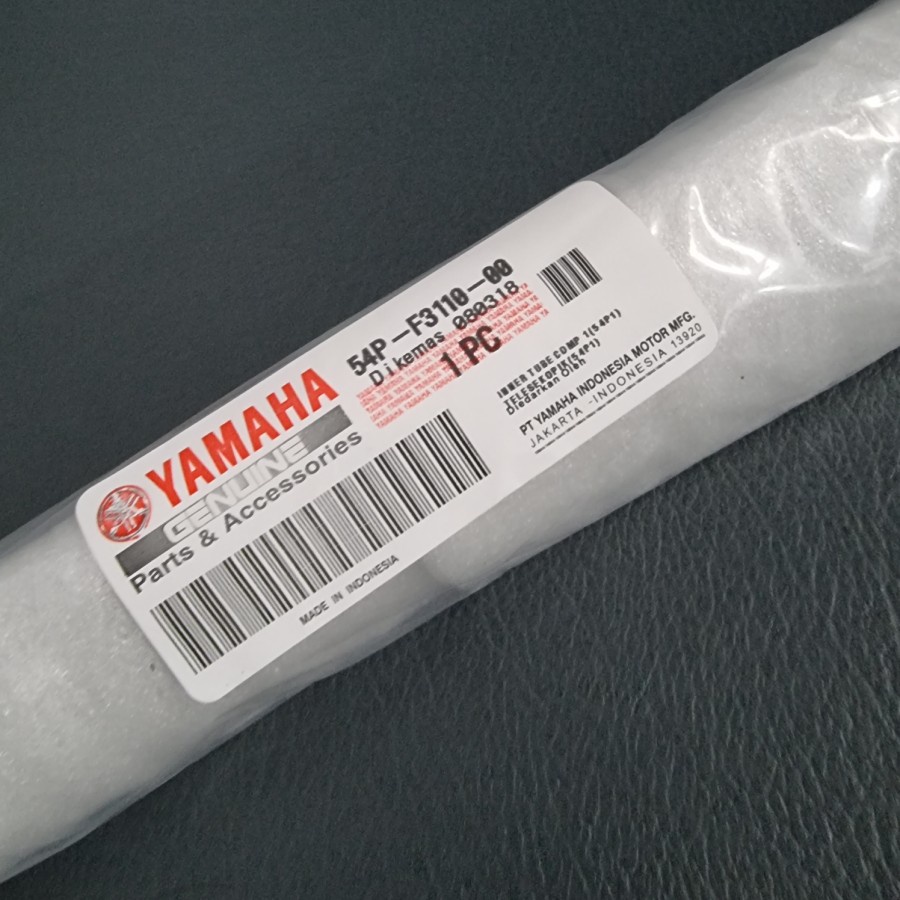 YAMAHA
GENUINE
Parts & Accessories
54P-F3110-00
Dikemas 080318
1 PC
MADE IN INDONESIA
INNER TUBE COMP 1(54P1)
TELESEKOPIK(54P1)
Diedarkan Oleh
PT YAMAHA INDONESIA MOTOR MFG.
JAKARTA -INDONESIA 13920